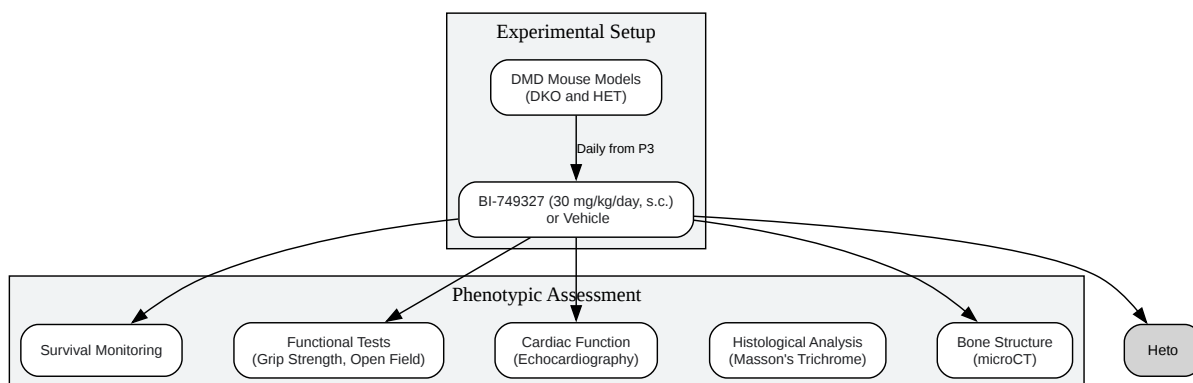 Experimental Setup
DMD Mouse Models
(DKO and HET)
Daily from P3
BI-749327 (30 mg/kg/day, s.c.)
or Vehicle
Phenotypic Assessment
Survival Monitoring
Functional Tests
(Grip Strength, Open Field)
Cardiac Function
(Echocardiography)
Histological Analysis
(Masson's Trichrome)
Bone Structure
(microCT)
Heto